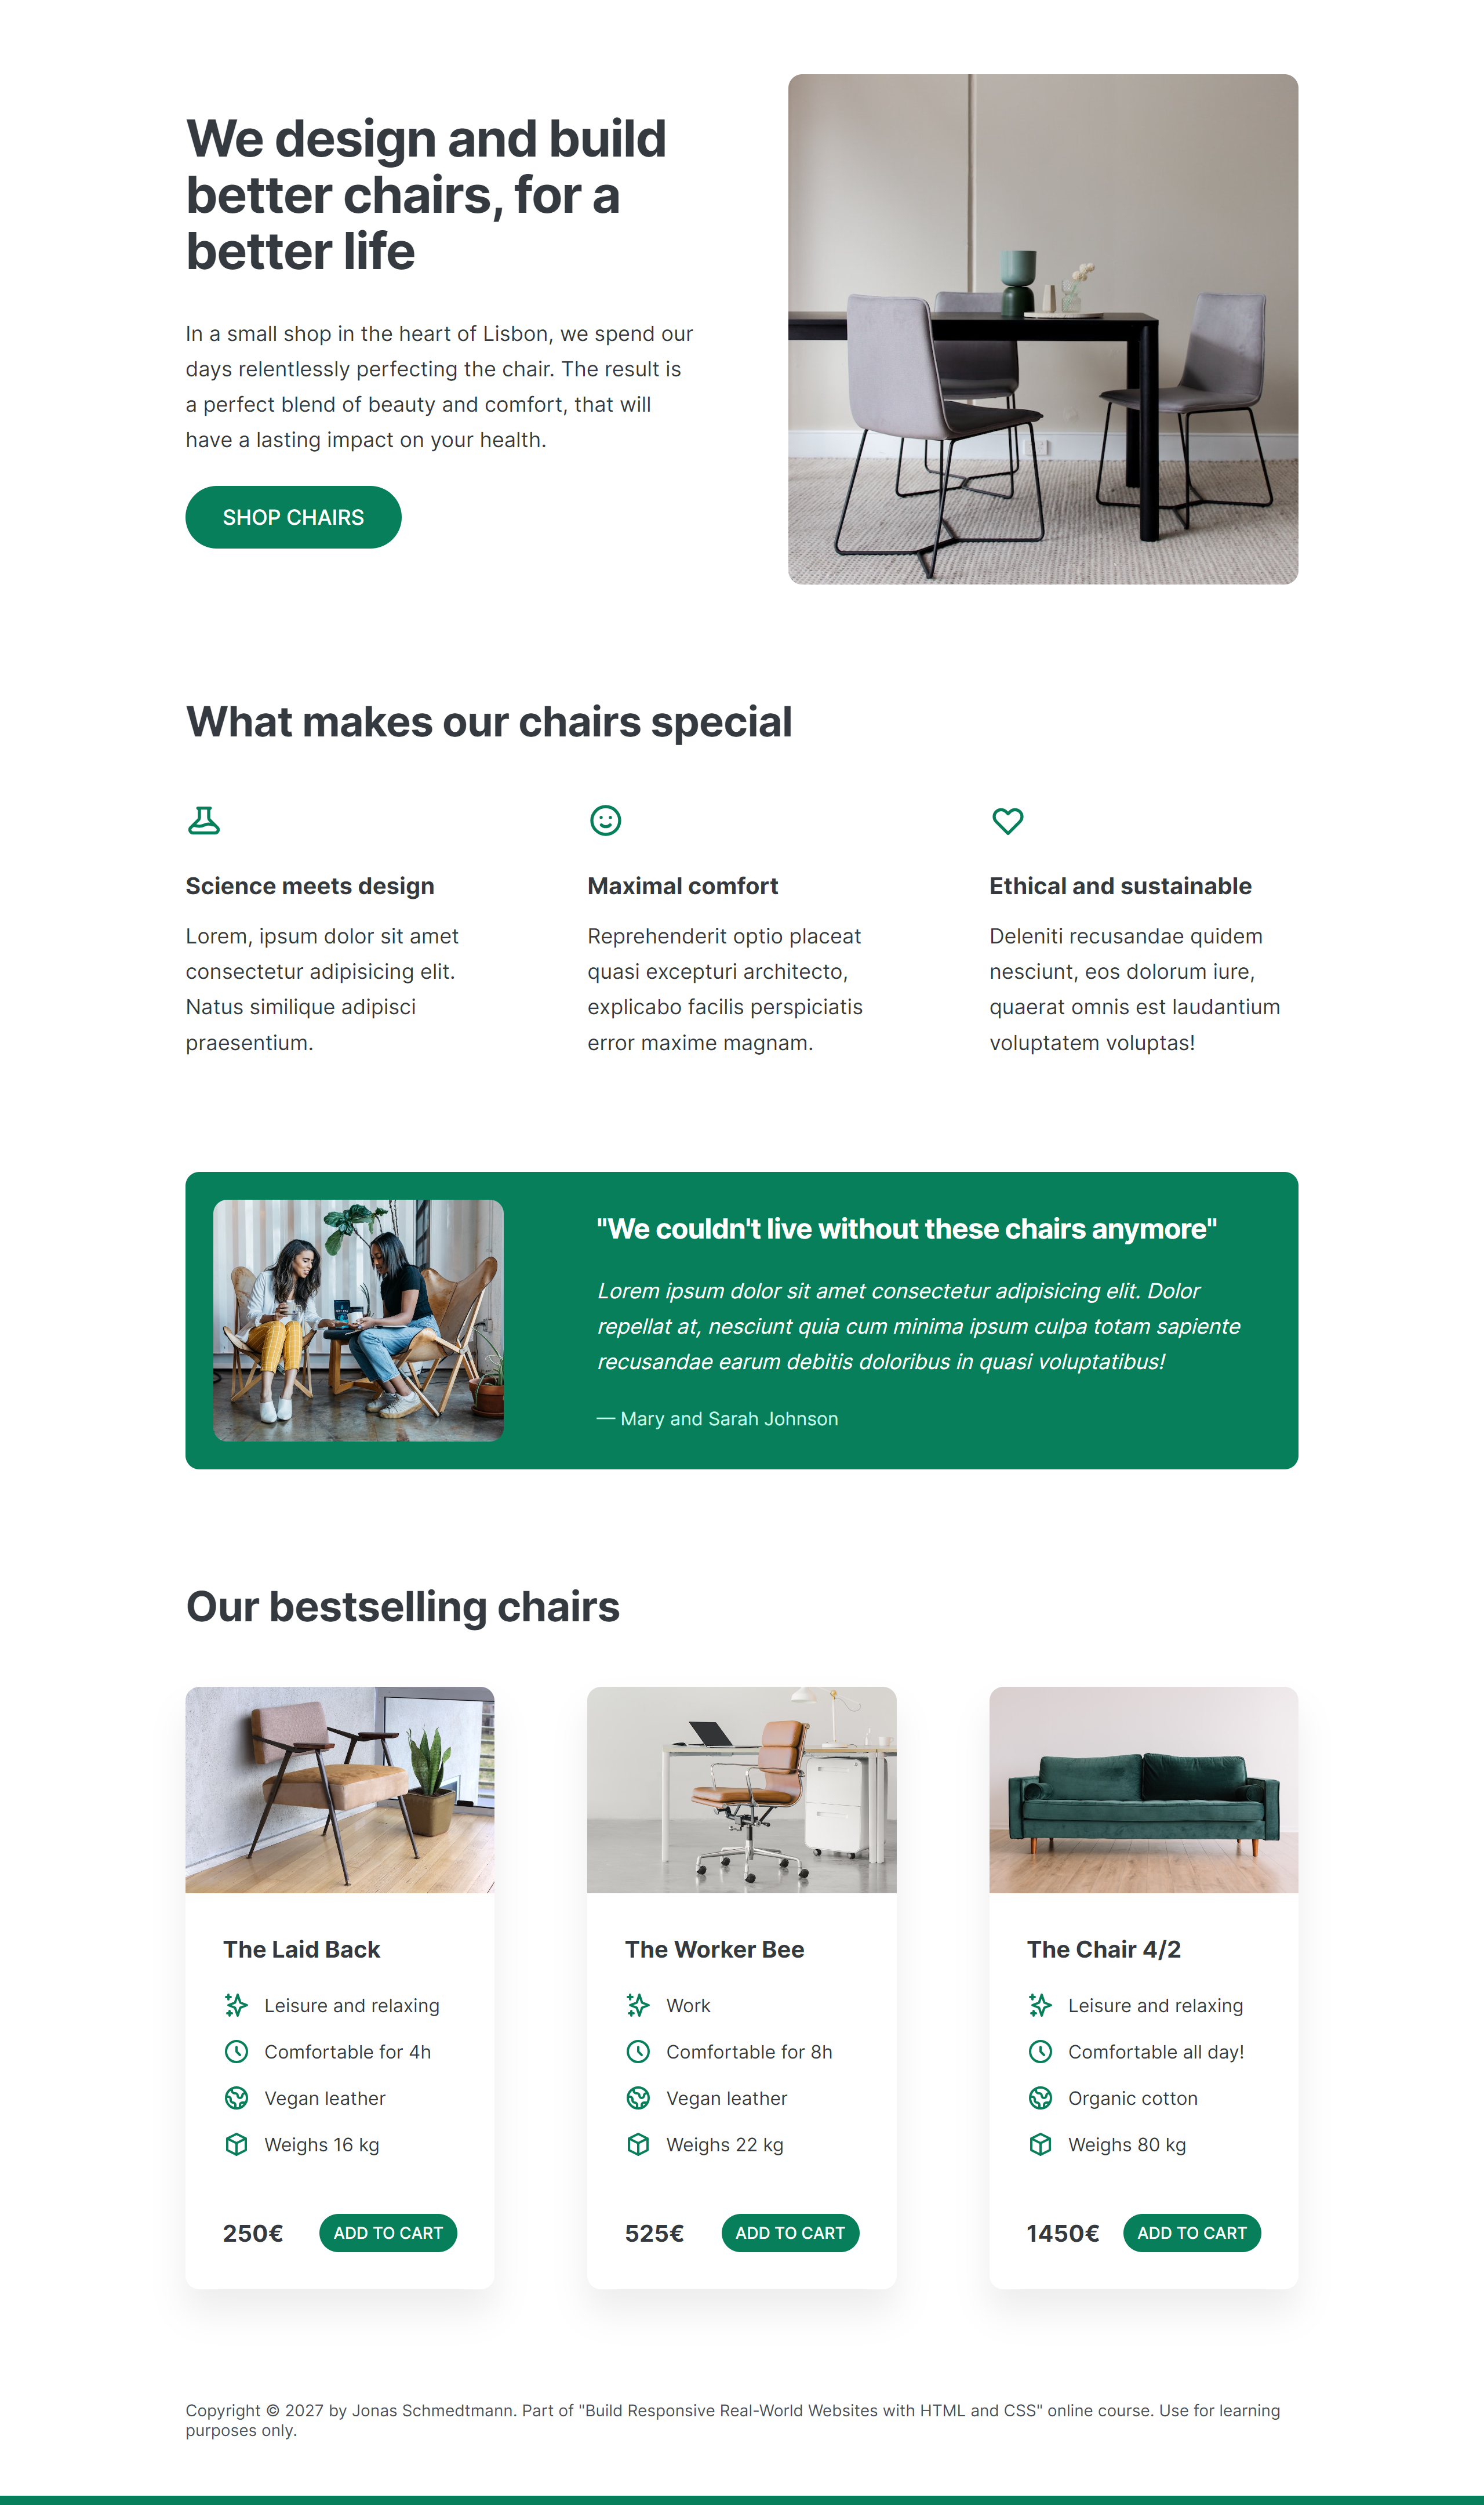 We design and build
better chairs, for a
better life
In a small shop in the heart of Lisbon, we spend our
days relentlessly perfecting the chair. The result is
a perfect blend of beauty and comfort, that will
have a lasting impact on your health.
SHOP CHAIRS
What makes our chairs special
Science meets design
Lorem, ipsum dolor sit amet
consectetur adipisicing elit.
Natus similique adipisci
praesentium.
Maximal comfort
Reprehenderit optio placeat
quasi excepturi architecto,
explicabo facilis perspiciatis
error maxime magnam.
Ethical and sustainable
Deleniti recusandae quidem
nesciunt, eos dolorum iure,
quaerat omnis est laudantium
voluptatem voluptas!
"We couldn't live without these chairs anymore"
Lorem ipsum dolor sit amet consectetur adipisicing elit. Dolor
repellat at, nesciunt quia cum minima ipsum culpa totam sapiente
recusandae earum debitis doloribus in quasi voluptatibus!
— Mary and Sarah Johnson
Our bestselling chairs
The Laid Back
Leisure and relaxing
Comfortable for 4h
Vegan leather
Weighs 16 kg
250€ ADD TO CART
The Worker Bee
Work
Comfortable for 8h
Vegan leather
Weighs 22 kg
525€ ADD TO CART
The Chair 4/2
Leisure and relaxing
Comfortable all day!
Organic cotton
Weighs 80 kg
1450€ ADD TO CART
Copyright © 2027 by Jonas Schmedtmann. Part of "Build Responsive Real-World Websites with HTML and CSS" online course. Use for learning
purposes only.